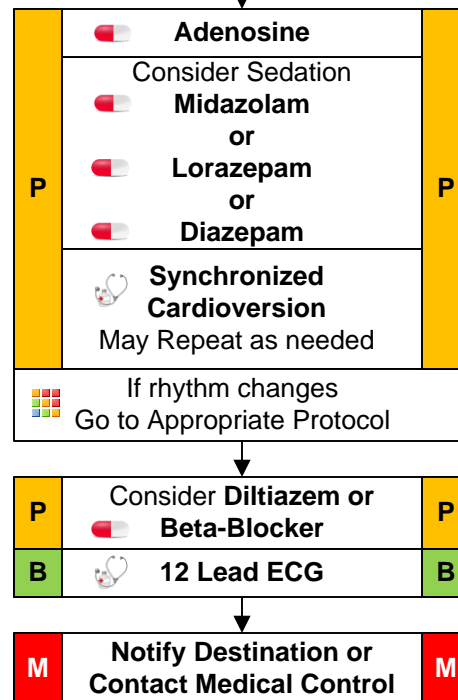 Adenosine
Consider Sedation
Midazolam
or
P Lorazepam P
or
Diazepam
Synchronized
Cardioversion
May Repeat as needed
If rhythm changes
Go to Appropriate Protocol
P Consider Diltiazem or P
Beta-Blocker
B 12 Lead ECG B
M Notify Destination or M
Contact Medical Control